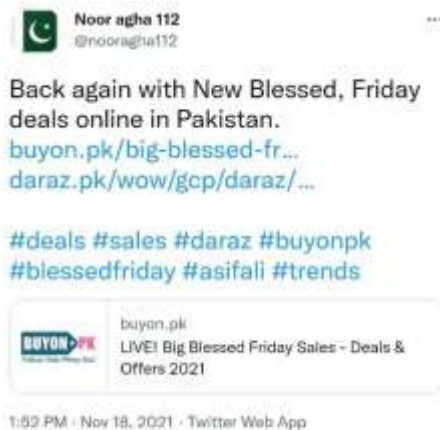 Noor agha 112
@nooragha112
Back again with New Blessed, Friday
deals online in Pakistan.
buyon.pk/big-blessed-fr...
daraz.pk/wow/gcp/daraz/...
#deals #sales #daraz #buyonpk
#blessedfriday #asifali #trends
BUYON PK
buyon.pk
LIVE! Big Blessed Friday Sales - Deals &
Offers 2021
1:52 PM · Nov 18, 2021 · Twitter Web App